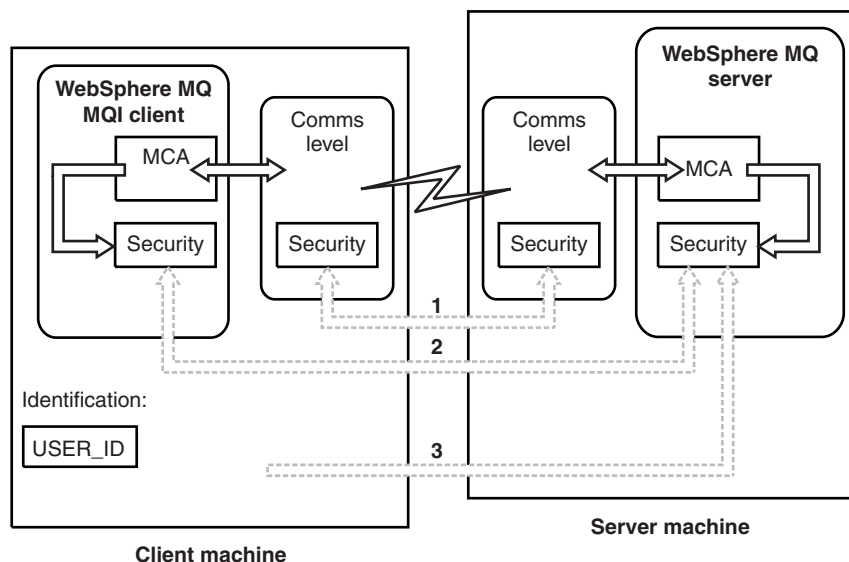 WebSphere MQ
MQI client
MCA
Security
Comms
level
Security
Identification:
USER_ID
Client machine
1
2
3
Comms
level
Security
WebSphere MQ
server
MCA
Security
Server machine